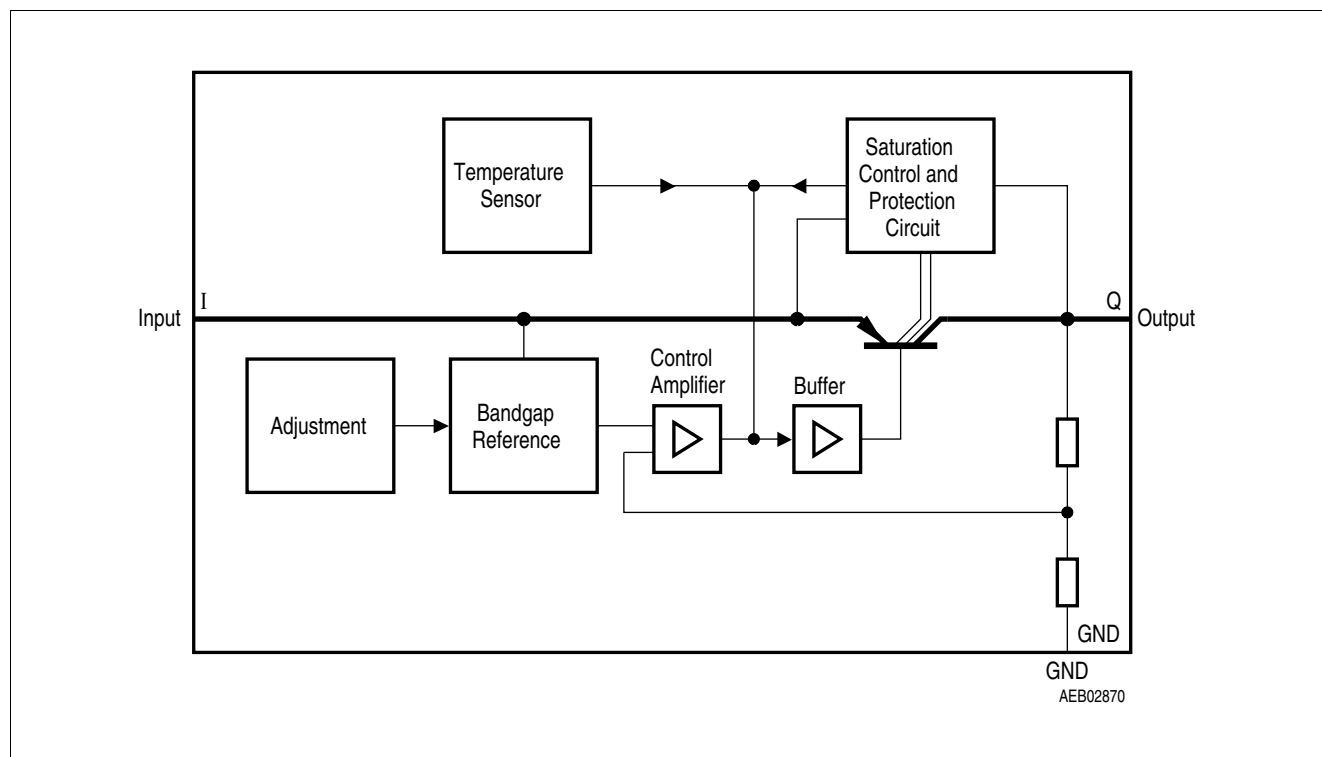 Temperature
Sensor
Saturation
Control and
Protection
Circuit
I
Q
Input
Output
Control
Amplifier
Buffer
Adjustment
Bandgap
Reference
GND
GND
AEB02870